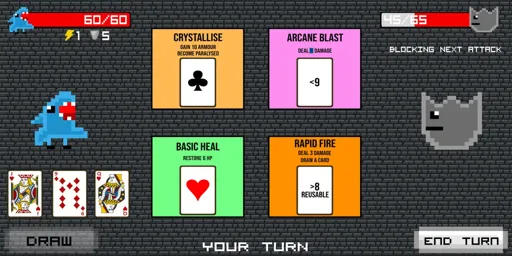 60/60
45/65
1
5
BLOCKING NEXT ATTACK
CRYSTALLISE
GAIN 10 ARMOUR
BECOME PARALYSED
ARCANE BLAST
DEAL DAMAGE
<9
BASIC HEAL
RESTORE 6 HP
RAPID FIRE
DEAL 3 DAMAGE
DRAW A CARD
>8
REUSABLE
DRAW
YOUR TURN
END TURN